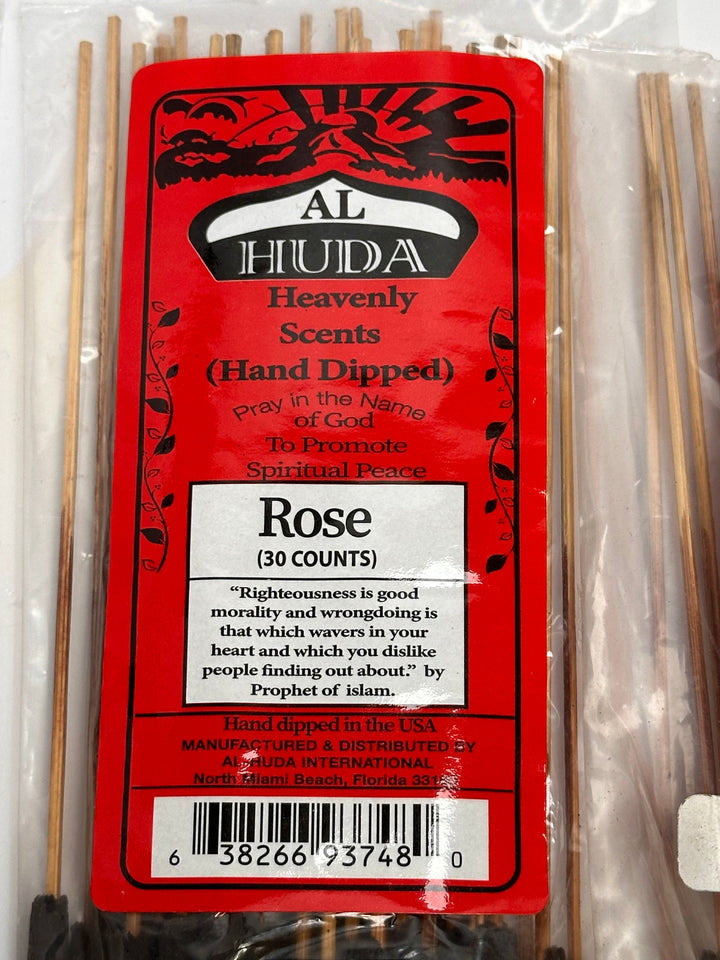 AL
HUDA
Heavenly
Scents
(Hand Dipped)
Pray in the Name
of God
To Promote
Spiritual Peace
Rose
(30 COUNTS)
“Righteousness is good
morality and wrongdoing is
that which wavers in your
heart and which you dislike
people finding out about.” by
Prophet of islam.
Hand dipped in the USA
MANUFACTURED & DISTRIBUTED BY
AL HUDA INTERNATIONAL
North Miami Beach, Florida
6 38266 93748 0